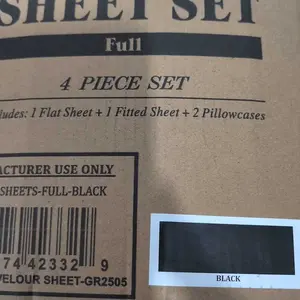 SHEET SET
Full
4 PIECE SET
ludes: 1 Flat Sheet + 1 Fitted Sheet + 2 Pillowcases
ACTURER USE ONLY
-SHEETS-FULL-BLACK
74 42332 9
VELOUR SHEET-GR2505
BLACK